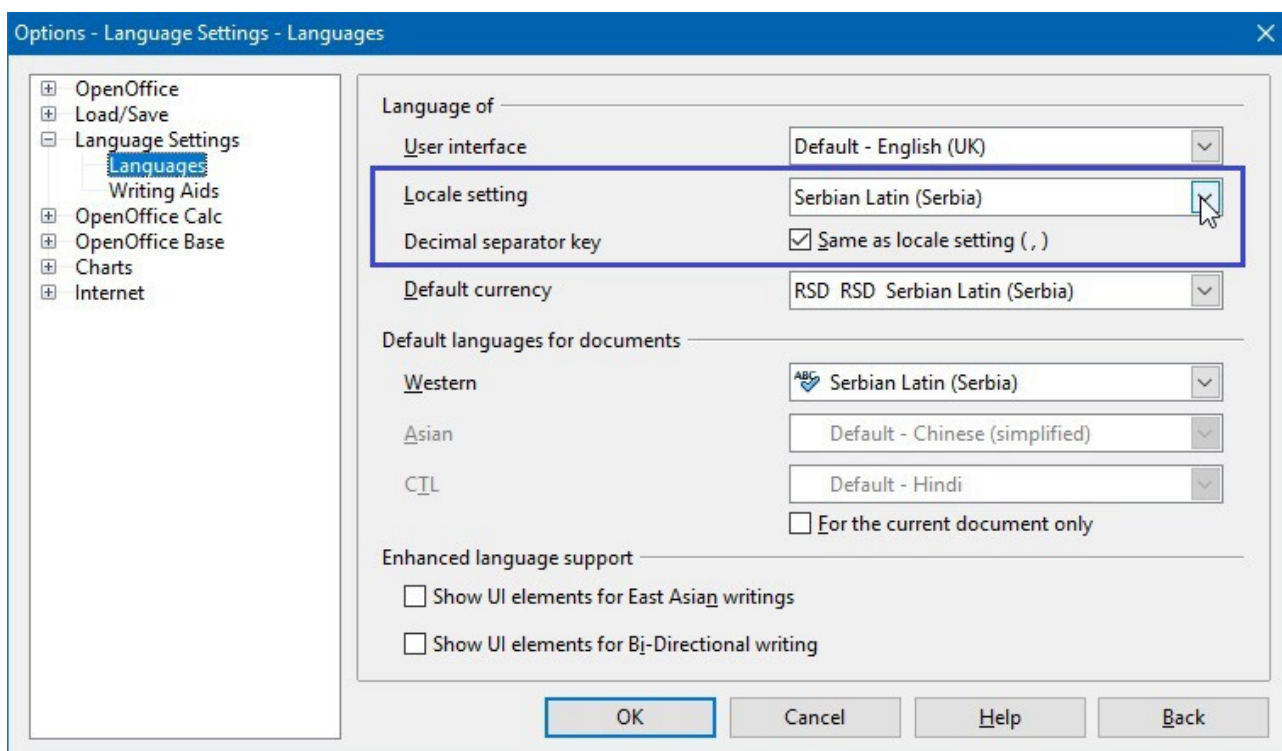 Options - Language Settings - Languages
OpenOffice
Load/Save
Language Settings
Languages
Writing Aids
OpenOffice Calc
OpenOffice Base
Charts
Internet
Language of
User interface
Default - English (UK)
Locale setting
Serbian Latin (Serbia)
Decimal separator key
Same as locale setting ( , )
Default currency
RSD RSD Serbian Latin (Serbia)
Default languages for documents
Western
ABC Serbian Latin (Serbia)
Asian
Default - Chinese (simplified)
CTL
Default - Hindi
For the current document only
Enhanced language support
Show UI elements for East Asian writings
Show UI elements for Bi-Directional writing
OK
Cancel
Help
Back